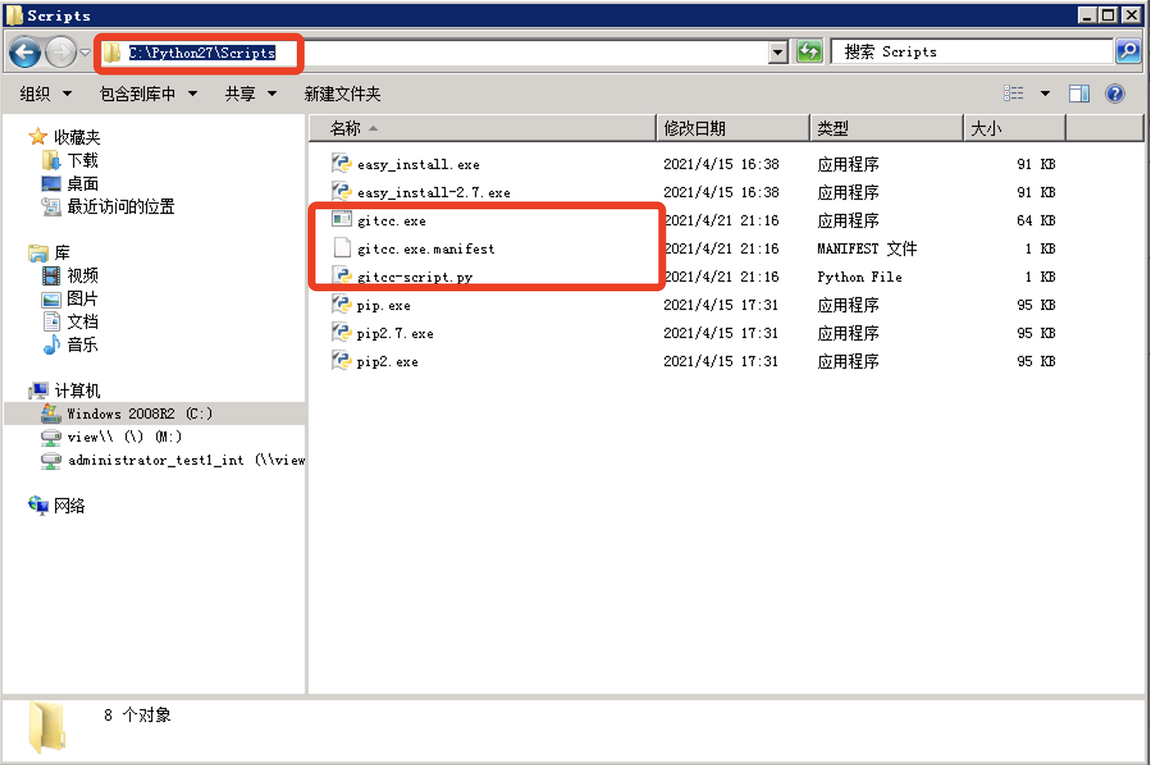 Scripts
C:\Python27\Scripts
搜索 Scripts
组织 包含到库中 共享 新建文件夹
名称 修改日期 类型 大小
收藏夹
下载
桌面
最近访问的位置
库
视频
图片
文档
音乐
计算机
Windows 2008R2 (C:)
view\\ (\) (M:)
administrator_test1_int (\\view
网络
easy_install.exe 2021/4/15 16:38 应用程序 91 KB
easy_install-2.7.exe 2021/4/15 16:38 应用程序 91 KB
gitcc.exe 2021/4/21 21:16 应用程序 64 KB
gitcc.exe.manifest 2021/4/21 21:16 MANIFEST 文件 1 KB
gitcc-script.py 2021/4/21 21:16 Python File 1 KB
pip.exe 2021/4/15 17:31 应用程序 95 KB
pip2.7.exe 2021/4/15 17:31 应用程序 95 KB
pip2.exe 2021/4/15 17:31 应用程序 95 KB
8 个对象